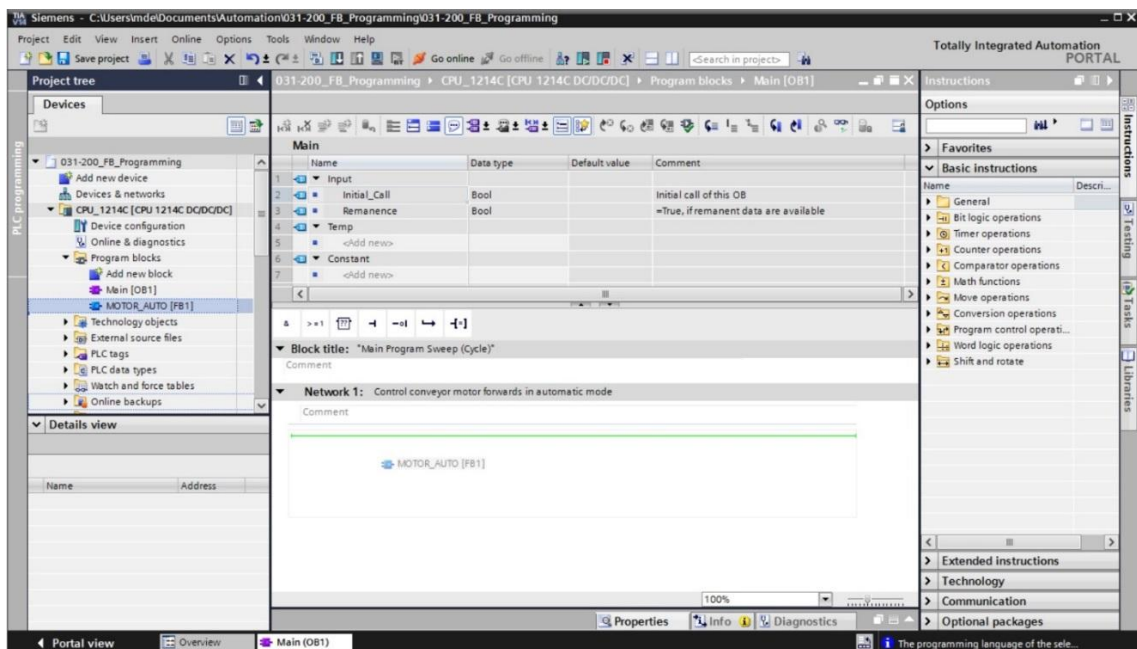 Siemens - C:\Users\mde\Documents\Automation\031-200_FB_Programming\031-200_FB_Programming
Project Edit View Insert Online Options Tools Window Help
Totally Integrated Automation
PORTAL
Save project
Go online
Go offline
<Search in project>
Project tree
031-200_FB_Programming ▸ CPU_1214C [CPU 1214C DC/DC/DC] ▸ Program blocks ▸ Main [OB1]
Instructions
Devices
Options
PLC programming
031-200_FB_Programming
Add new device
Devices & networks
CPU_1214C [CPU 1214C DC/DC/DC]
Device configuration
Online & diagnostics
Program blocks
Add new block
Main [OB1]
MOTOR_AUTO [FB1]
Technology objects
External source files
PLC tags
PLC data types
Watch and force tables
Online backups
Details view
Name Address
Main
Name Data type Default value Comment
1 Input
2 Initial_Call Bool Initial call of this OB
3 Remanence Bool =True, if remanent data are available
4 Temp
5 <Add new>
6 Constant
7 <Add new>
& >=1 ??
Block title: "Main Program Sweep (Cycle)"
Comment
Network 1: Control conveyor motor forwards in automatic mode
Comment
MOTOR_AUTO [FB1]
100%
Properties Info Diagnostics
Favorites
Basic instructions
Name Descri...
General
Bit logic operations
Timer operations
Counter operations
Comparator operations
Math functions
Move operations
Conversion operations
Program control operati...
Word logic operations
Shift and rotate
Extended instructions
Technology
Communication
Optional packages
Instructions
Testing
Tasks
Libraries
Portal view
Overview
Main (OB1)
The programming language of the sele...